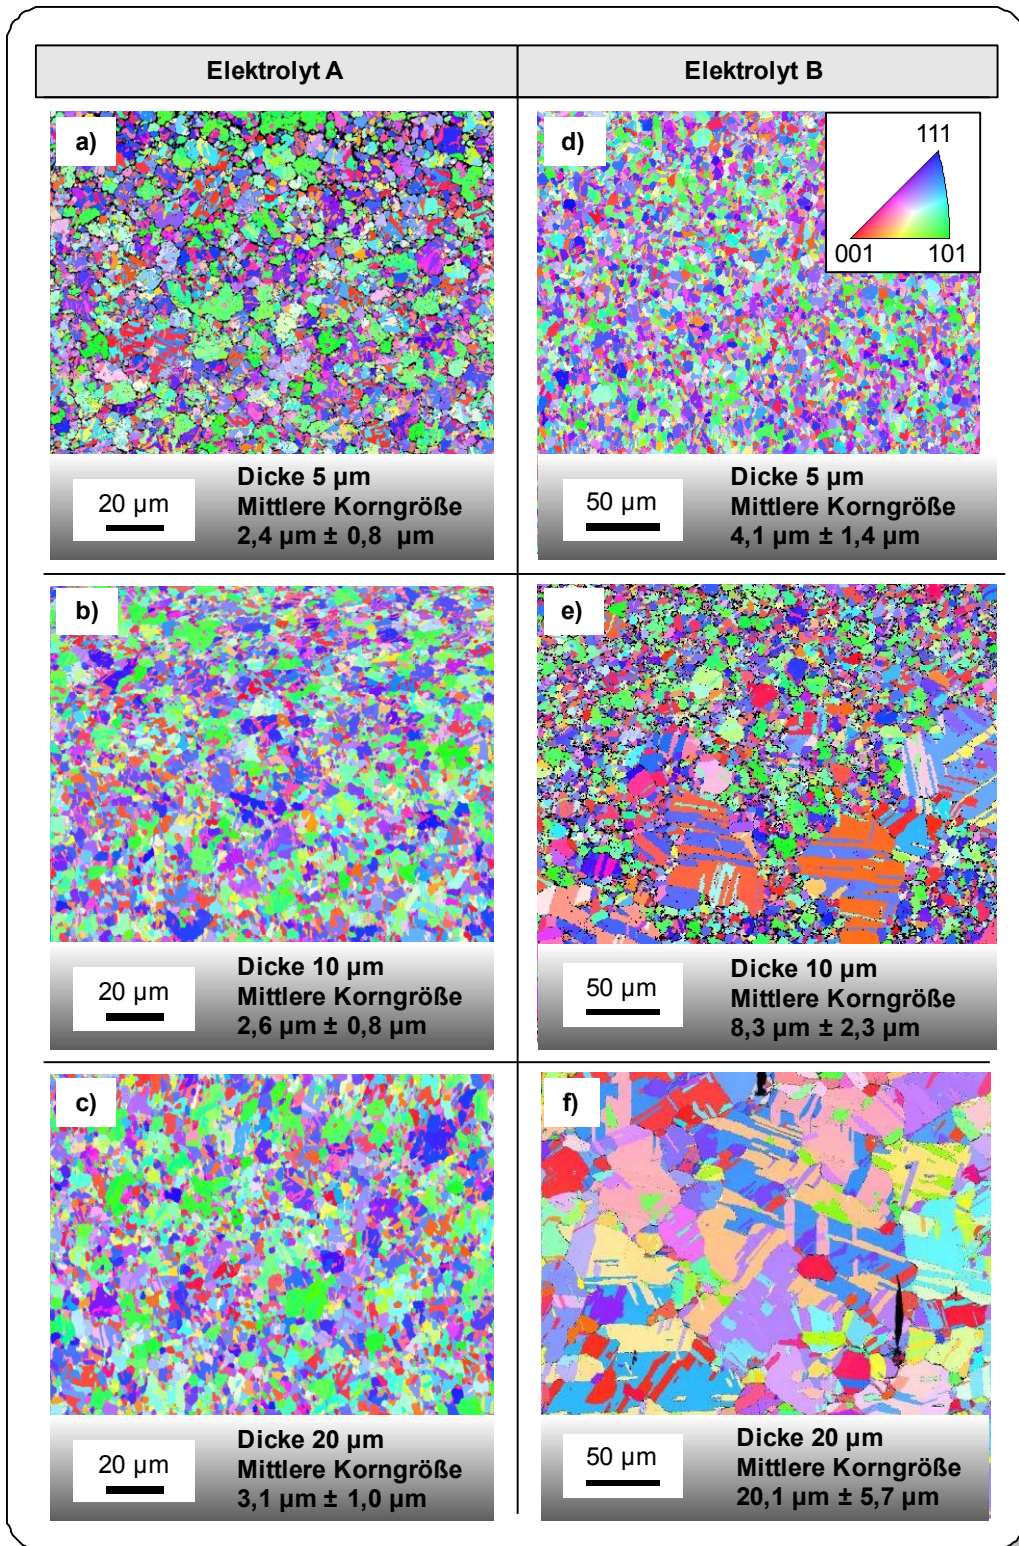 Elektrolyt A
Elektrolyt B
a)
20 µm
Dicke 5 µm
Mittlere Korngröße
2,4 µm ± 0,8 µm
d)
111
001
101
50 µm
Dicke 5 µm
Mittlere Korngröße
4,1 µm ± 1,4 µm
b)
20 µm
Dicke 10 µm
Mittlere Korngröße
2,6 µm ± 0,8 µm
e)
50 µm
Dicke 10 µm
Mittlere Korngröße
8,3 µm ± 2,3 µm
c)
20 µm
Dicke 20 µm
Mittlere Korngröße
3,1 µm ± 1,0 µm
f)
50 µm
Dicke 20 µm
Mittlere Korngröße
20,1 µm ± 5,7 µm